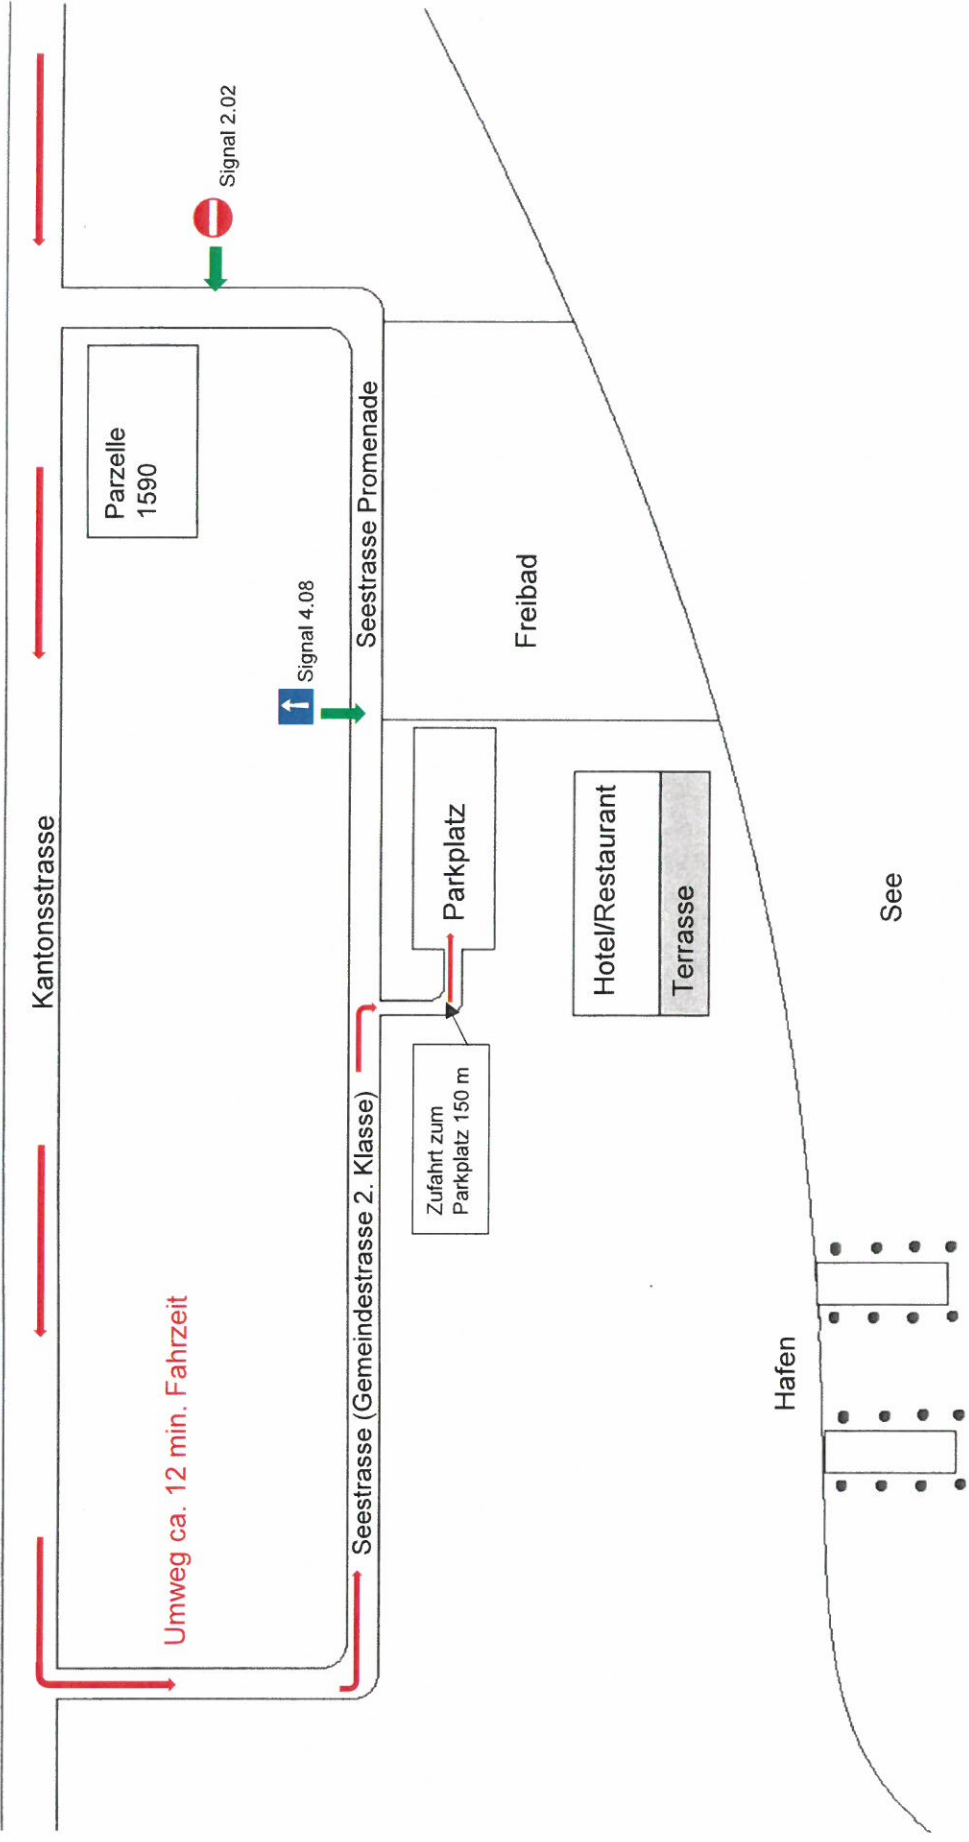 Kantonsstrasse
Umweg ca. 12 min. Fahrzeit
Parzelle
1590
Signal 2.02
Signal 4.08
Seestrasse (Gemeindestrasse 2. Klasse)
Seestrasse Promenade
Zufahrt zum
Parkplatz 150 m
Parkplatz
Freibad
Hotel/Restaurant
Terrasse
Hafen
See